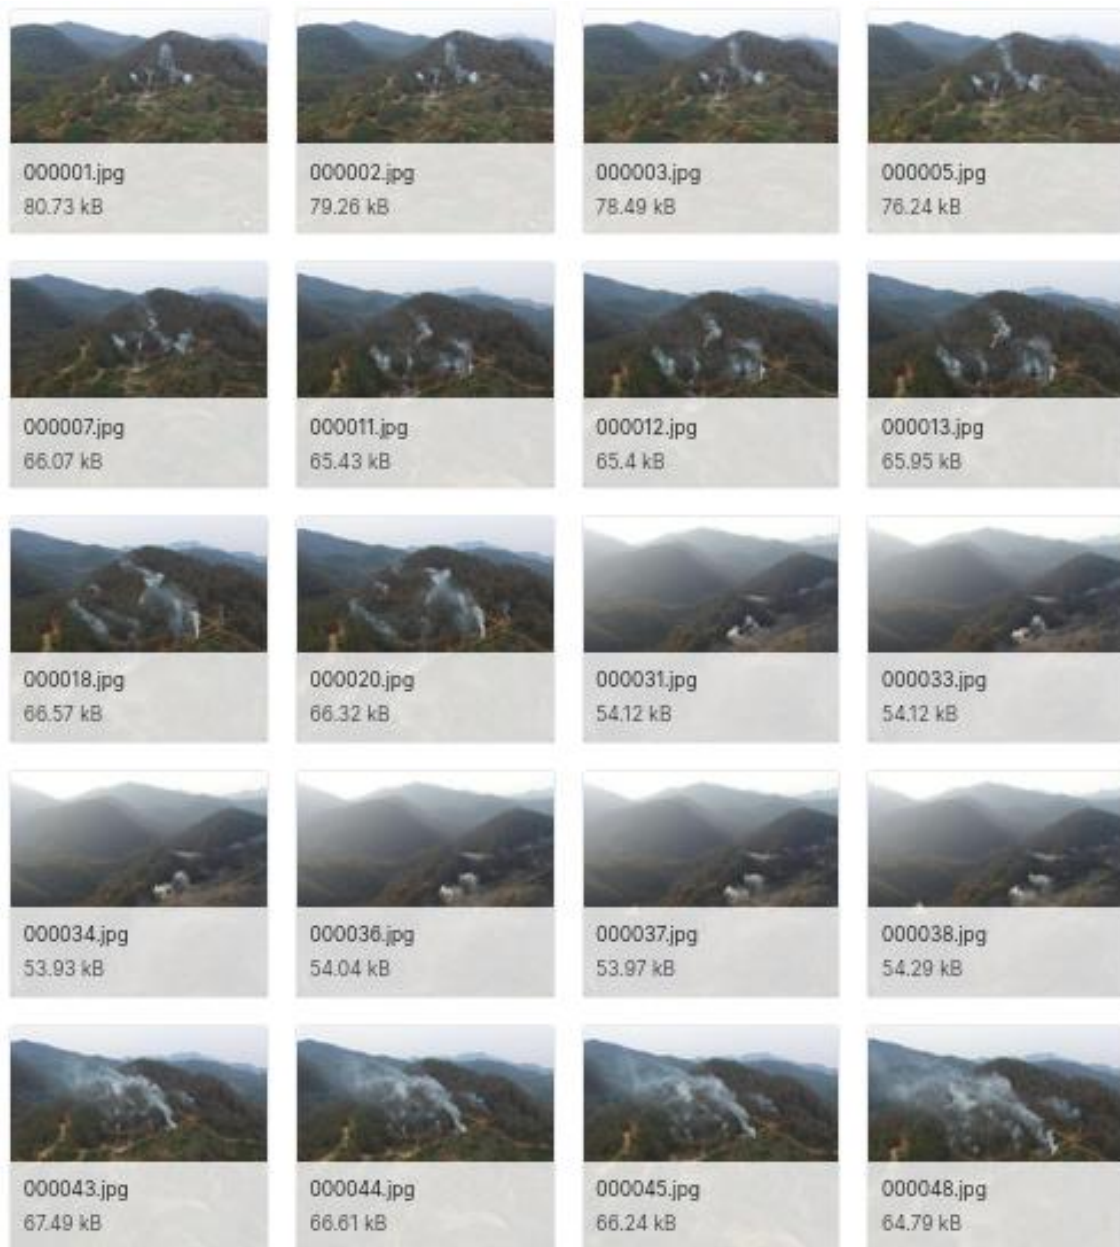 000001.jpg
80.73 kB
000002.jpg
79.26 kB
000003.jpg
78.49 kB
000005.jpg
76.24 kB
000007.jpg
66.07 kB
000011.jpg
65.43 kB
000012.jpg
65.4 kB
000013.jpg
65.95 kB
000018.jpg
66.57 kB
000020.jpg
66.32 kB
000031.jpg
54.12 kB
000033.jpg
54.12 kB
000034.jpg
53.93 kB
000036.jpg
54.04 kB
000037.jpg
53.97 kB
000038.jpg
54.29 kB
000043.jpg
67.49 kB
000044.jpg
66.61 kB
000045.jpg
66.24 kB
000048.jpg
64.79 kB